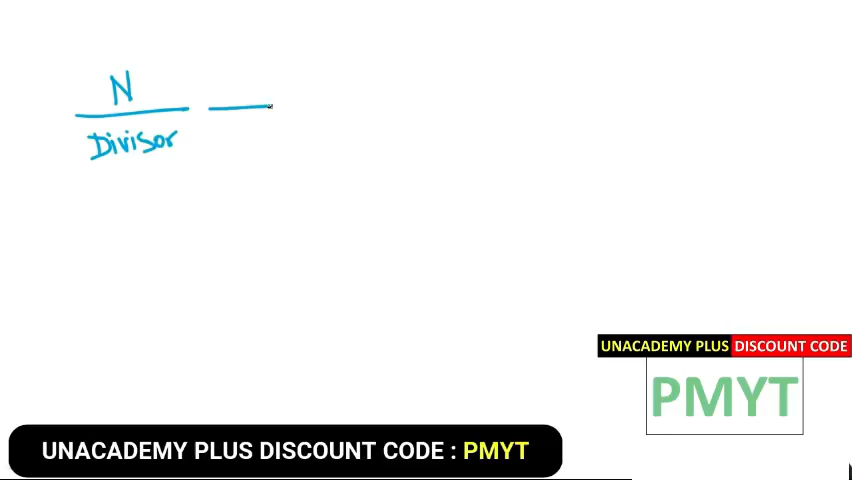 N
Divisor
UNACADEMY PLUS DISCOUNT CODE
PMYT
UNACADEMY PLUS DISCOUNT CODE : PMYT